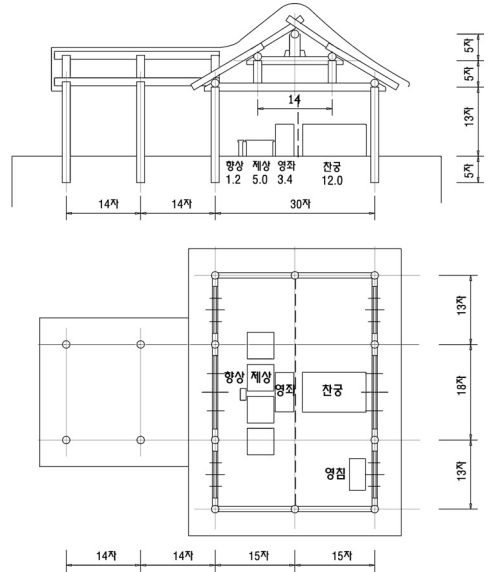 5자
5자
14
13자
향상 제상 영좌 찬궁
1.2 5.0 3.4 12.0
5자
14자 14자 30자
13자
향상 제상 영좌 찬궁
18자
영침
13자
14자 14자 15자 15자